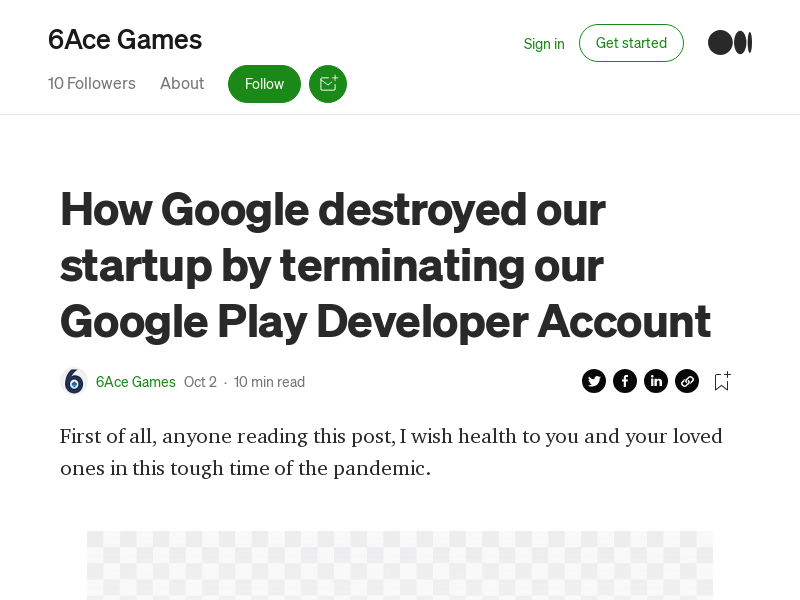 6Ace Games
Sign in
Get started
10 Followers
About
Follow
How Google destroyed our
startup by terminating our
Google Play Developer Account
6
6Ace Games Oct 2 · 10 min read
First of all, anyone reading this post, I wish health to you and your loved
ones in this tough time of the pandemic.